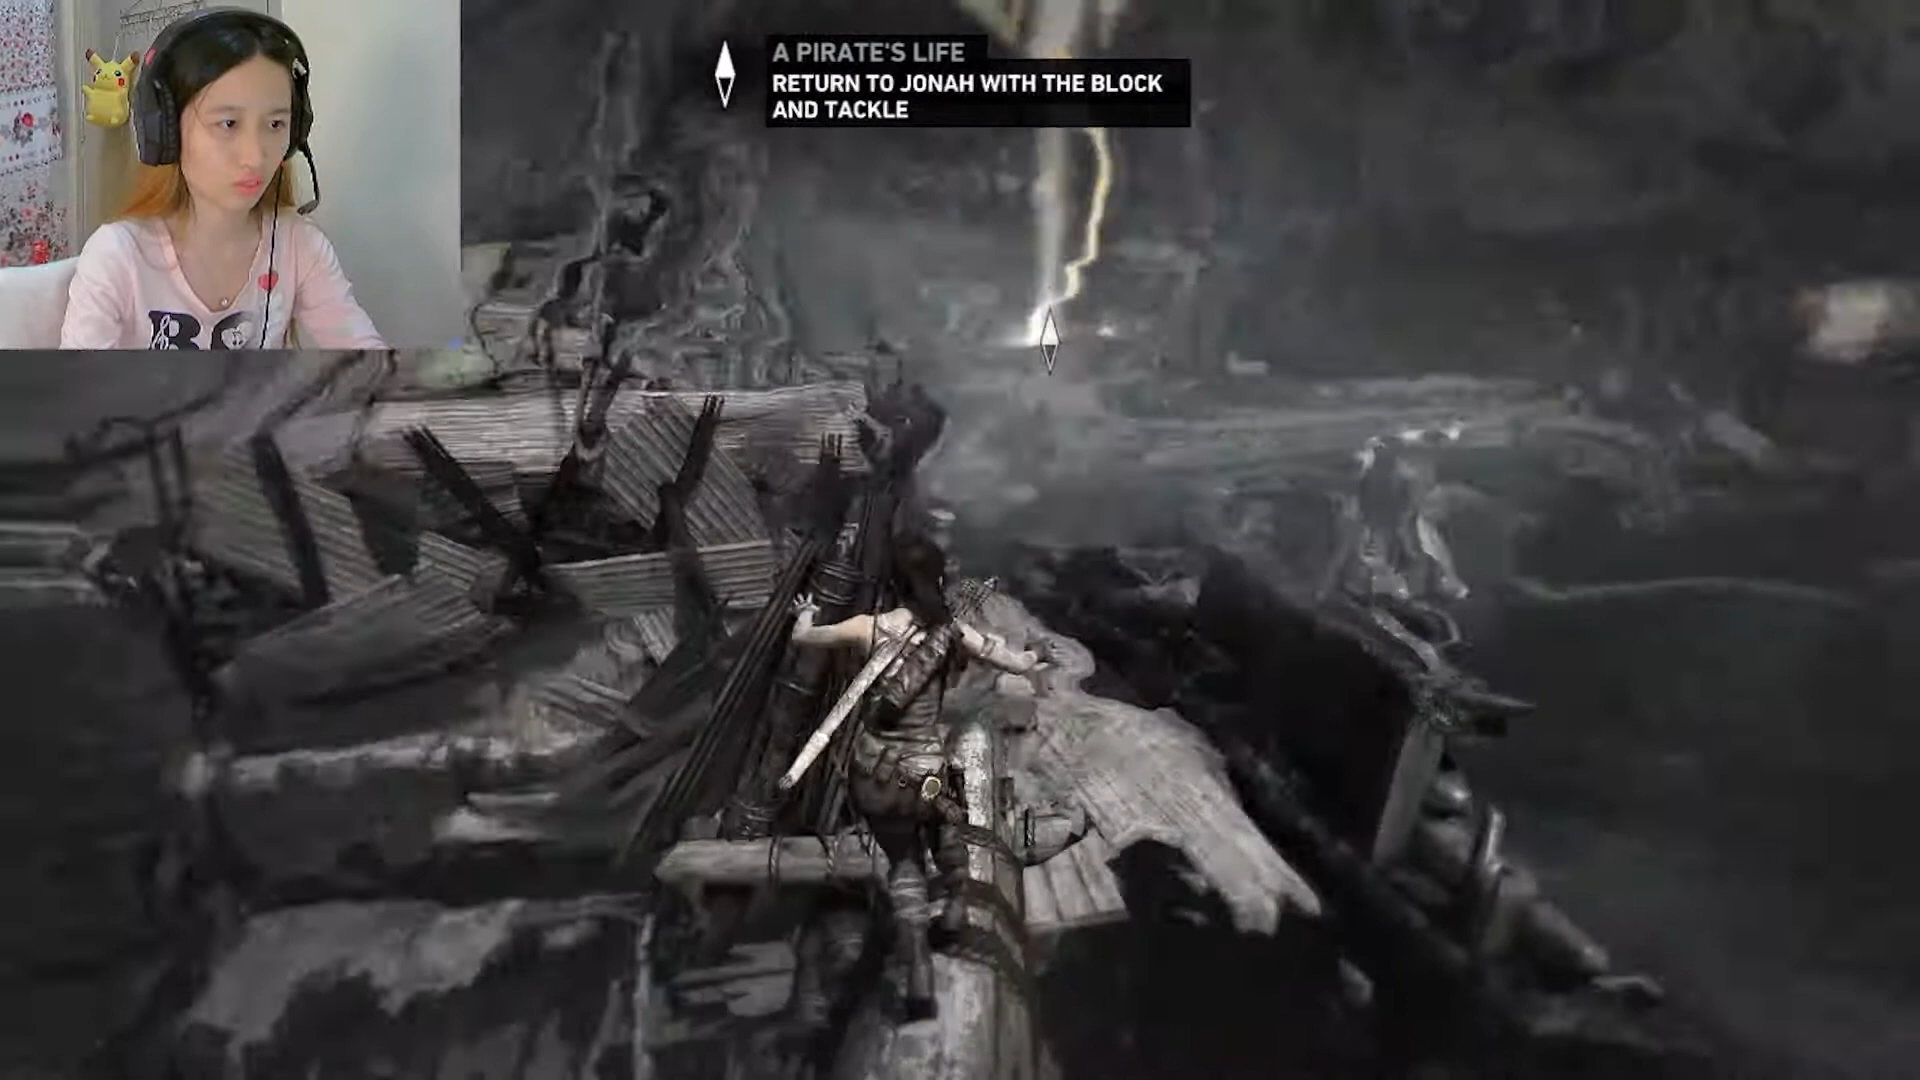 A PIRATE'S LIFE
RETURN TO JONAH WITH THE BLOCK
AND TACKLE